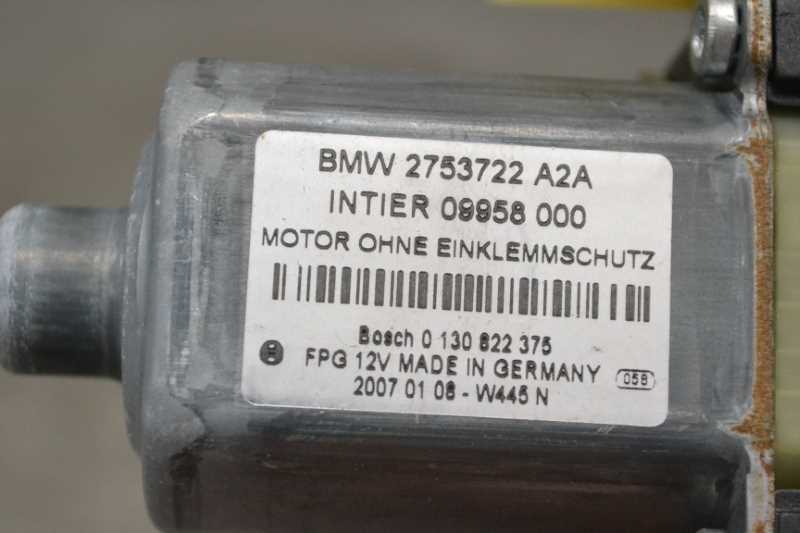 BMW 2753722 A2A
INTIER 09958 000
MOTOR OHNE EINKLEMMSCHUTZ
Bosch 0 130 822 375
FPG 12V MADE IN GERMANY 058
2007 01 08 - W445 N